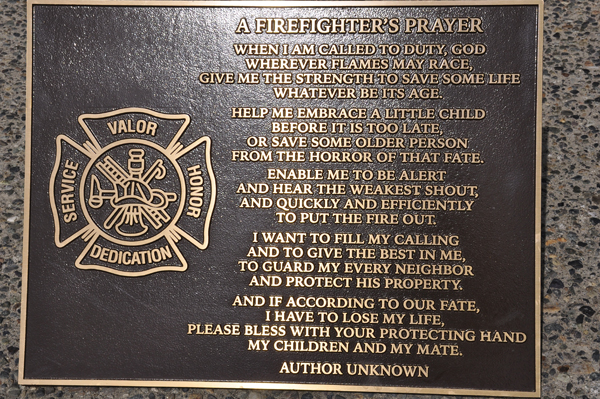 A FIREFIGHTER'S PRAYER
WHEN I AM CALLED TO DUTY, GOD
WHEREVER FLAMES MAY RACE,
GIVE ME THE STRENGTH TO SAVE SOME LIFE
WHATEVER BE ITS AGE.
HELP ME EMBRACE A LITTLE CHILD
BEFORE IT IS TOO LATE,
OR SAVE SOME OLDER PERSON
FROM THE HORROR OF THAT FATE.
ENABLE ME TO BE ALERT
AND HEAR THE WEAKEST SHOUT,
AND QUICKLY AND EFFICIENTLY
TO PUT THE FIRE OUT.
I WANT TO FILL MY CALLING
AND TO GIVE THE BEST IN ME,
TO GUARD MY EVERY NEIGHBOR
AND PROTECT HIS PROPERTY.
AND IF ACCORDING TO OUR FATE,
I HAVE TO LOSE MY LIFE,
PLEASE BLESS WITH YOUR PROTECTING HAND
MY CHILDREN AND MY MATE.
AUTHOR UNKNOWN
VALOR
SERVICE
HONOR
DEDICATION